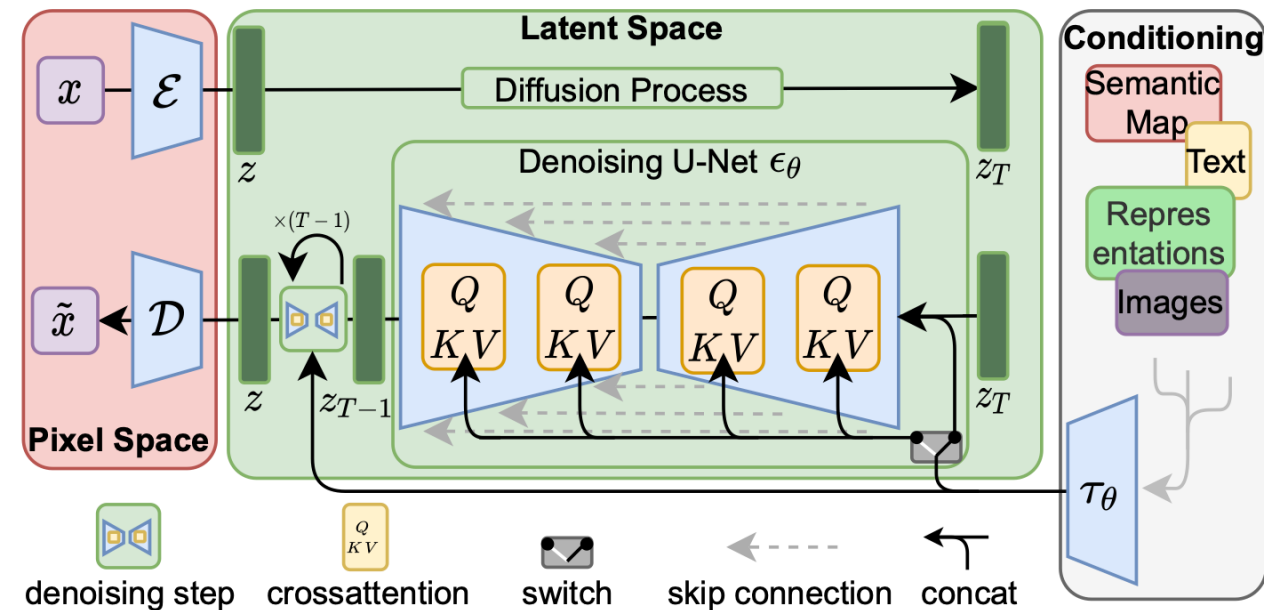 Latent Space
Conditioning
x
ℰ
Diffusion Process
Semantic
Map
z
z_T
Text
Denoising U-Net ϵ_θ
Repres
entations
×(T − 1)
x̃
𝒟
Q
K V
Q
K V
Q
K V
Q
K V
Images
z
z_{T−1}
z_T
Pixel Space
τ_θ
Q
K V
denoising step
crossattention
switch
skip connection
concat